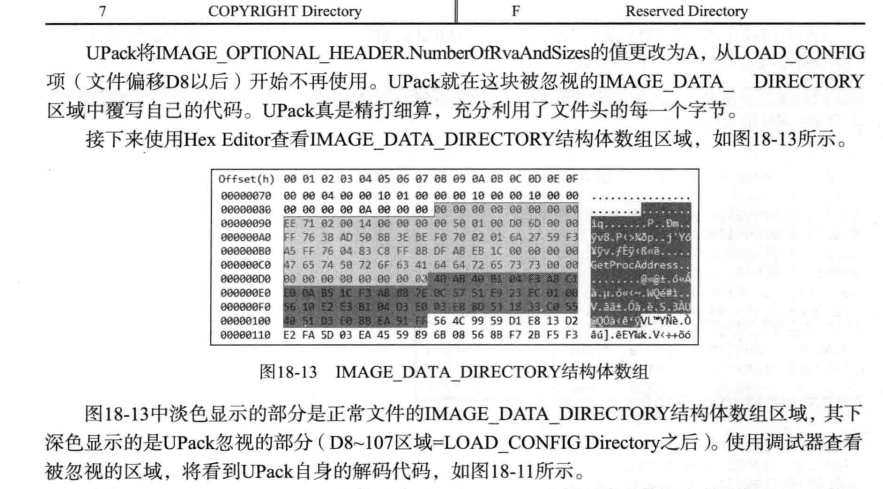 7 COPYRIGHT Directory F Reserved Directory
UPack将IMAGE_OPTIONAL_HEADER.NumberOfRvaAndSizes的值更改为A，从LOAD_CONFIG
项（文件偏移D8以后）开始不再使用。UPack就在这块被忽视的IMAGE_DATA_ DIRECTORY
区域中覆写自己的代码。UPack真是精打细算，充分利用了文件头的每一个字节。
接下来使用Hex Editor查看IMAGE_DATA_DIRECTORY结构体数组区域，如图18-13所示。
Offset(h) 00 01 02 03 04 05 06 07 08 09 0A 0B 0C 0D 0E 0F
00000070 00 00 04 00 00 10 01 00 00 00 10 00 00 10 00 00 ................
00000080 00 00 00 00 0A 00 00 00 00 00 00 00 00 00 00 00
00000090 EE 71 02 00 14 00 00 00 00 50 01 00 D0 6D 00 00 îq.......P..Ðm..
000000A0 FF 76 38 AD 50 8B 3E BE F0 70 02 01 6A 27 59 F3
000000B0 A5 FF 76 04 83 C8 FF 8B DF AB EB 1C 00 00 00 00
000000C0 47 65 74 50 72 6F 63 41 64 64 72 65 73 73 00 00 GetProcAddress..
000000D0 00 00 00 00 00 00 03 40 AB 40 B1 04 F3 AB C1
000000E0 E0 0A B5 1C F3 AB 8B 7E 0C 57 51 E9 23 EC 01 00
000000F0 56 10 E2 E3 B1 04 D3 E0 03 E8 8D 53 18 33 C0 55
00000100 40 51 D3 E0 8B EA 91 FF 56 4C 99 59 D1 E8 13 D2
00000110 E2 FA 5D 03 EA 45 59 89 6B 08 56 8B F7 2B F5 F3
图18-13 IMAGE_DATA_DIRECTORY结构体数组
图18-13中淡色显示的部分是正常文件的IMAGE_DATA_DIRECTORY结构体数组区域，其下
深色显示的是UPack忽视的部分（D8~107区域=LOAD_CONFIG Directory之后）。使用调试器查看
被忽视的区域，将看到UPack自身的解码代码，如图18-11所示。